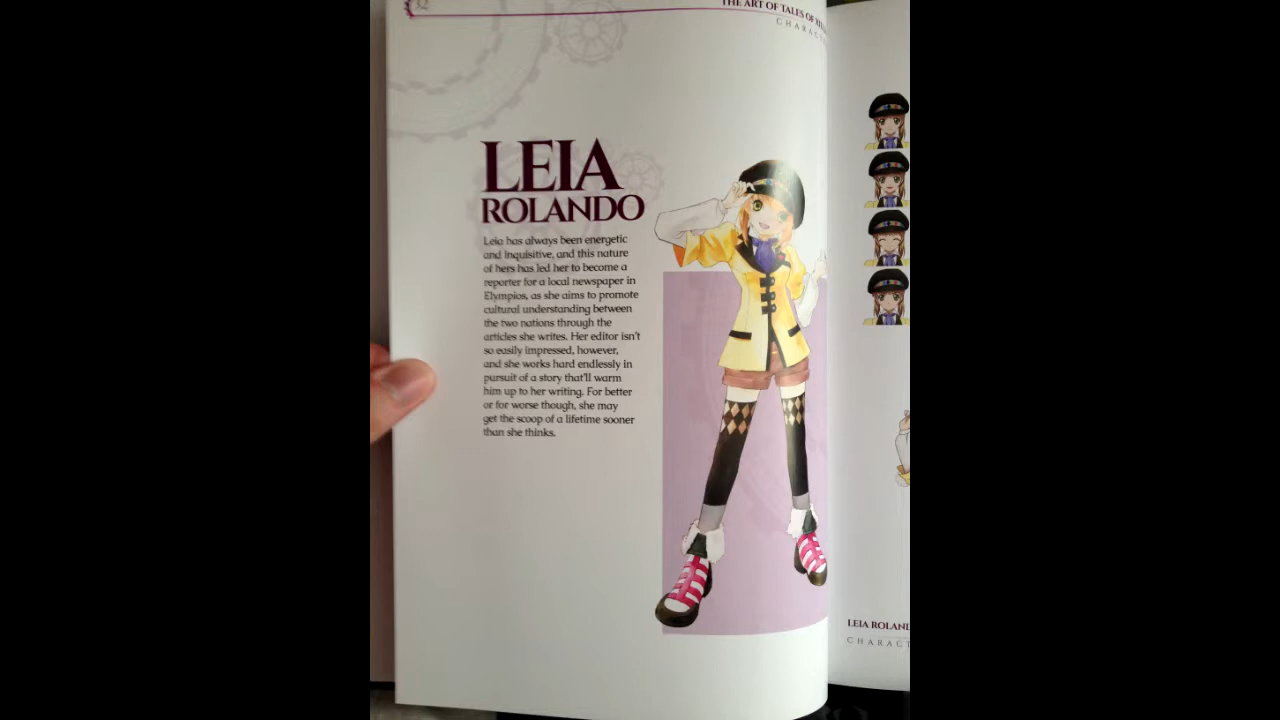 THE ART OF TALES OF
CHARAC
LEIA
ROLANDO
Leia has always been energetic
and inquisitive, and this nature
of hers has led her to become a
reporter for a local newspaper in
Elympios, as she aims to promote
cultural understanding between
the two nations through the
articles she writes. Her editor isn't
so easily impressed, however,
and she works hard endlessly in
pursuit of a story that'll warm
him up to her writing. For better
or for worse though, she may
get the scoop of a lifetime sooner
than she thinks.
LEIA ROLAND
CHARACT